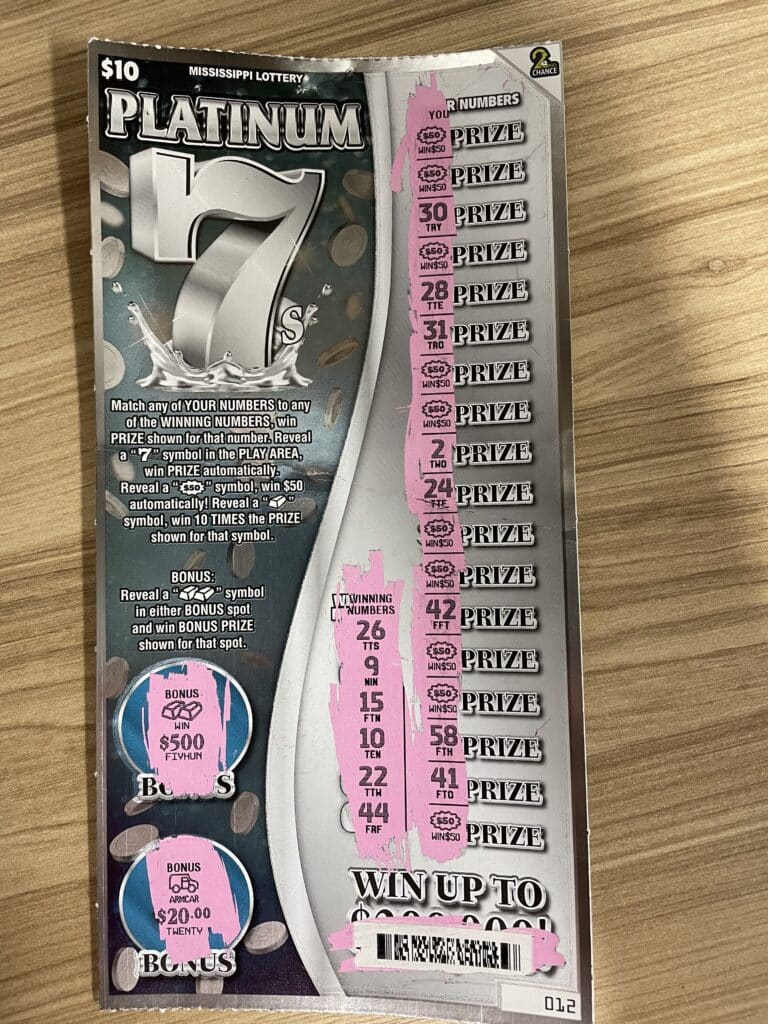 $10
MISSISSIPPI LOTTERY
PLATINUM
7s
Match any of YOUR NUMBERS to any
of the WINNING NUMBERS, win
PRIZE shown for that number. Reveal
a "7" symbol in the PLAY AREA,
win PRIZE automatically.
Reveal a "$50" symbol, win $50
automatically! Reveal a " "
symbol, win 10 TIMES the PRIZE
shown for that symbol.
BONUS:
Reveal a " " symbol
in either BONUS spot
and win BONUS PRIZE
shown for that spot.
BONUS
WIN
$500
FIVHUN
BONUS
BONUS
ARMCAR
$20.00
TWENTY
BONUS
WINNING
NUMBERS
26
TTS
9
NIN
15
FTN
10
TEN
22
TTW
44
FRF
2nd
CHANCE
YOUR NUMBERS
$50 PRIZE
WIN$50
$50 PRIZE
WIN$50
30 PRIZE
TRY
$50 PRIZE
WIN$50
28 PRIZE
TTE
31 PRIZE
TRO
$50 PRIZE
WIN$50
$50 PRIZE
WIN$50
2 PRIZE
TWO
24 PRIZE
$50 PRIZE
WIN$50
$50 PRIZE
WIN$50
42 PRIZE
FFT
$50 PRIZE
WIN$50
$50 PRIZE
WIN$50
58 PRIZE
FTH
41 PRIZE
FTO
$50 PRIZE
WIN$50
WIN UP TO
$200,000!
012